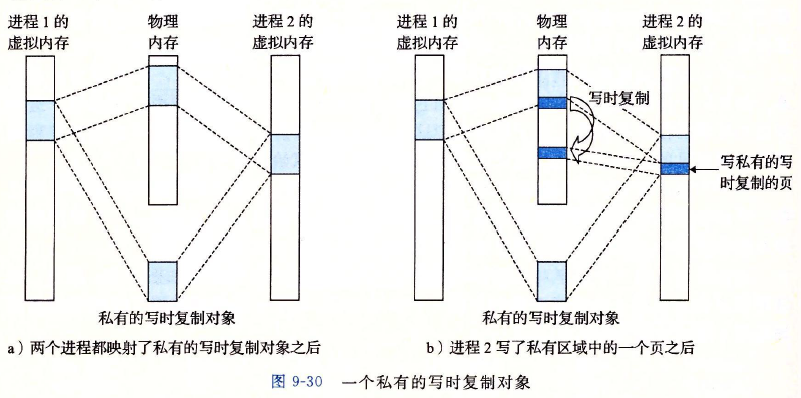 进程 1 的
虚拟内存
物理
内存
进程 2 的
虚拟内存
私有的写时复制对象
a）两个进程都映射了私有的写时复制对象之后
进程 1 的
虚拟内存
物理
内存
进程 2 的
虚拟内存
写时复制
写私有的写
时复制的页
私有的写时复制对象
b）进程 2 写了私有区域中的一个页之后
图 9-30 一个私有的写时复制对象